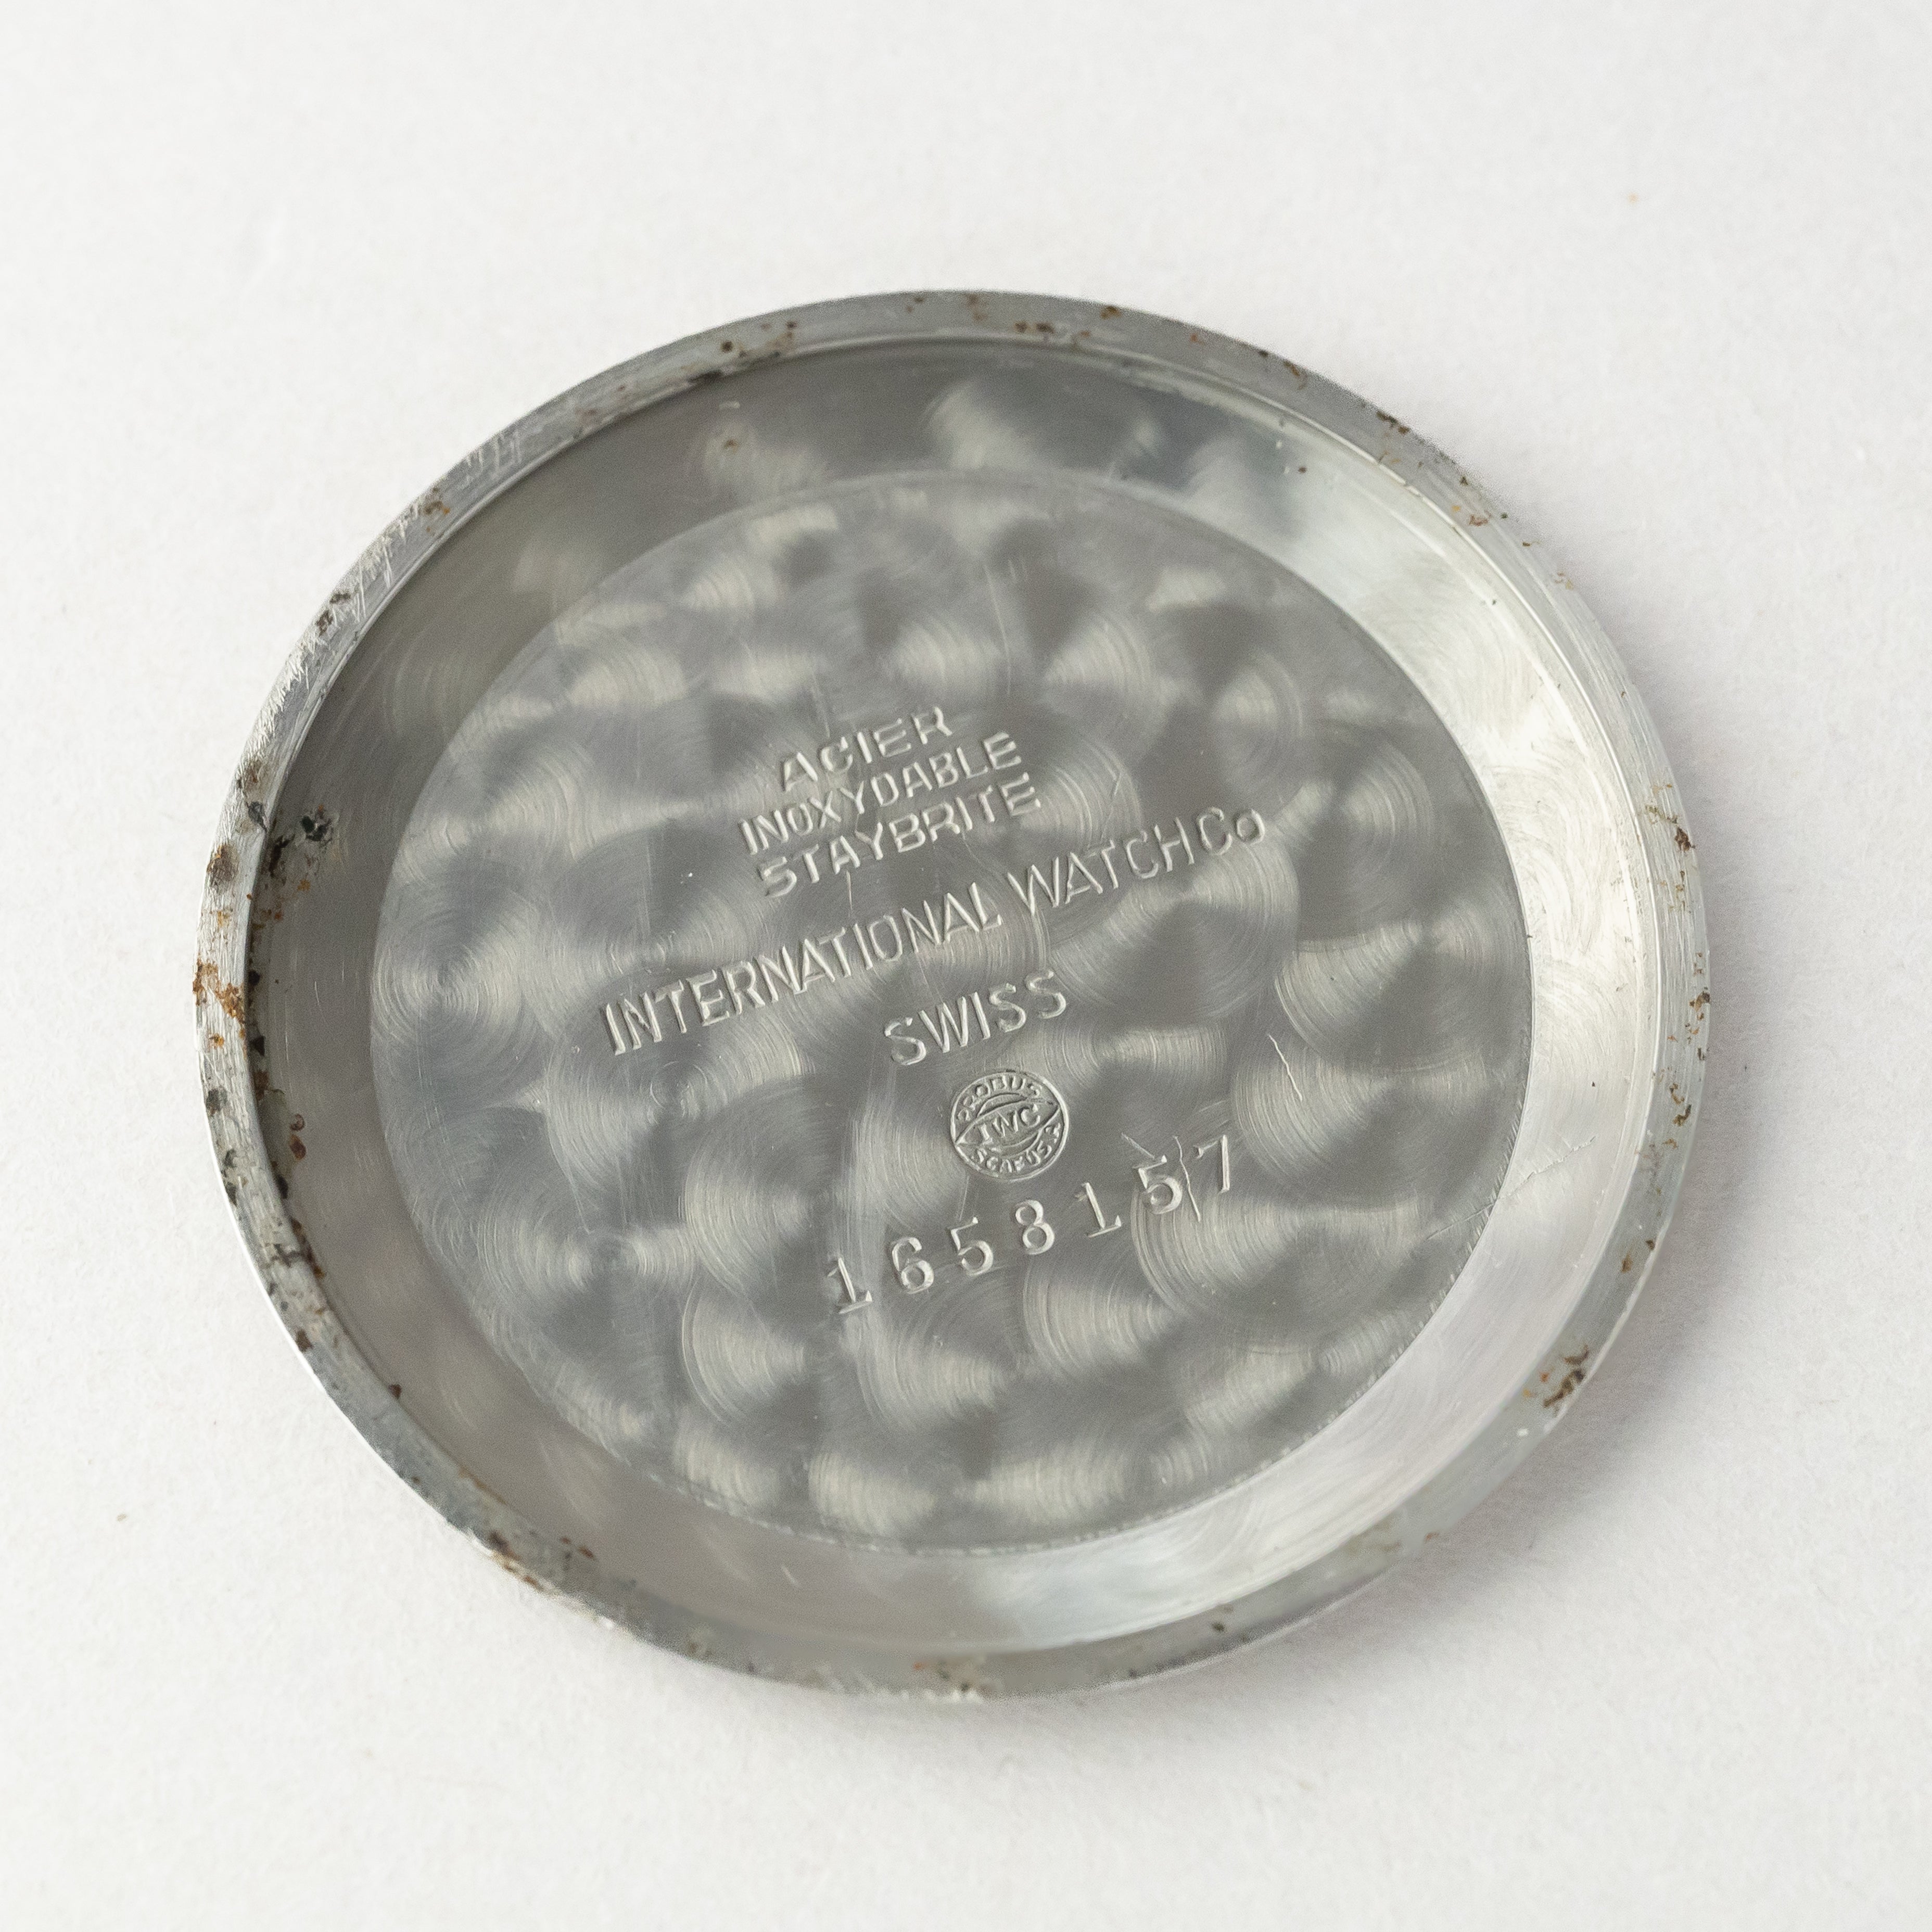 ACIER
INOXYDABLE
STAYBRITE
INTERNATIONAL WATCH Co
SWISS
PROBUS
IWC
SCAFUSIA
1658157